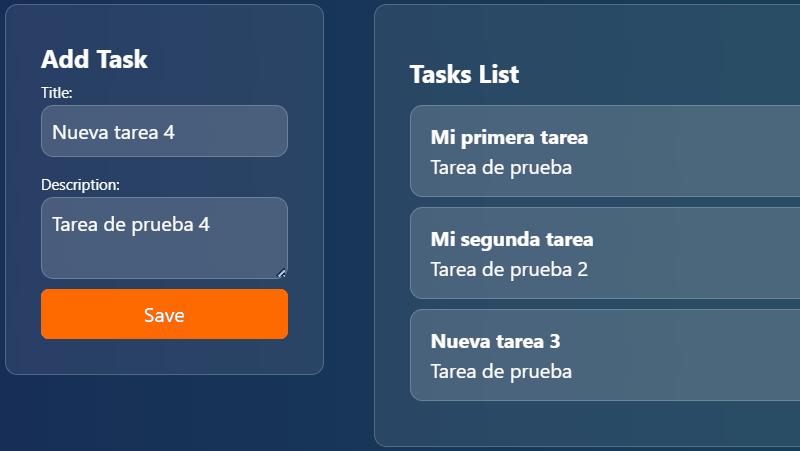 Add Task
Title:
Nueva tarea 4
Description:
Tarea de prueba 4
Save
Tasks List
Mi primera tarea
Tarea de prueba
Mi segunda tarea
Tarea de prueba 2
Nueva tarea 3
Tarea de prueba